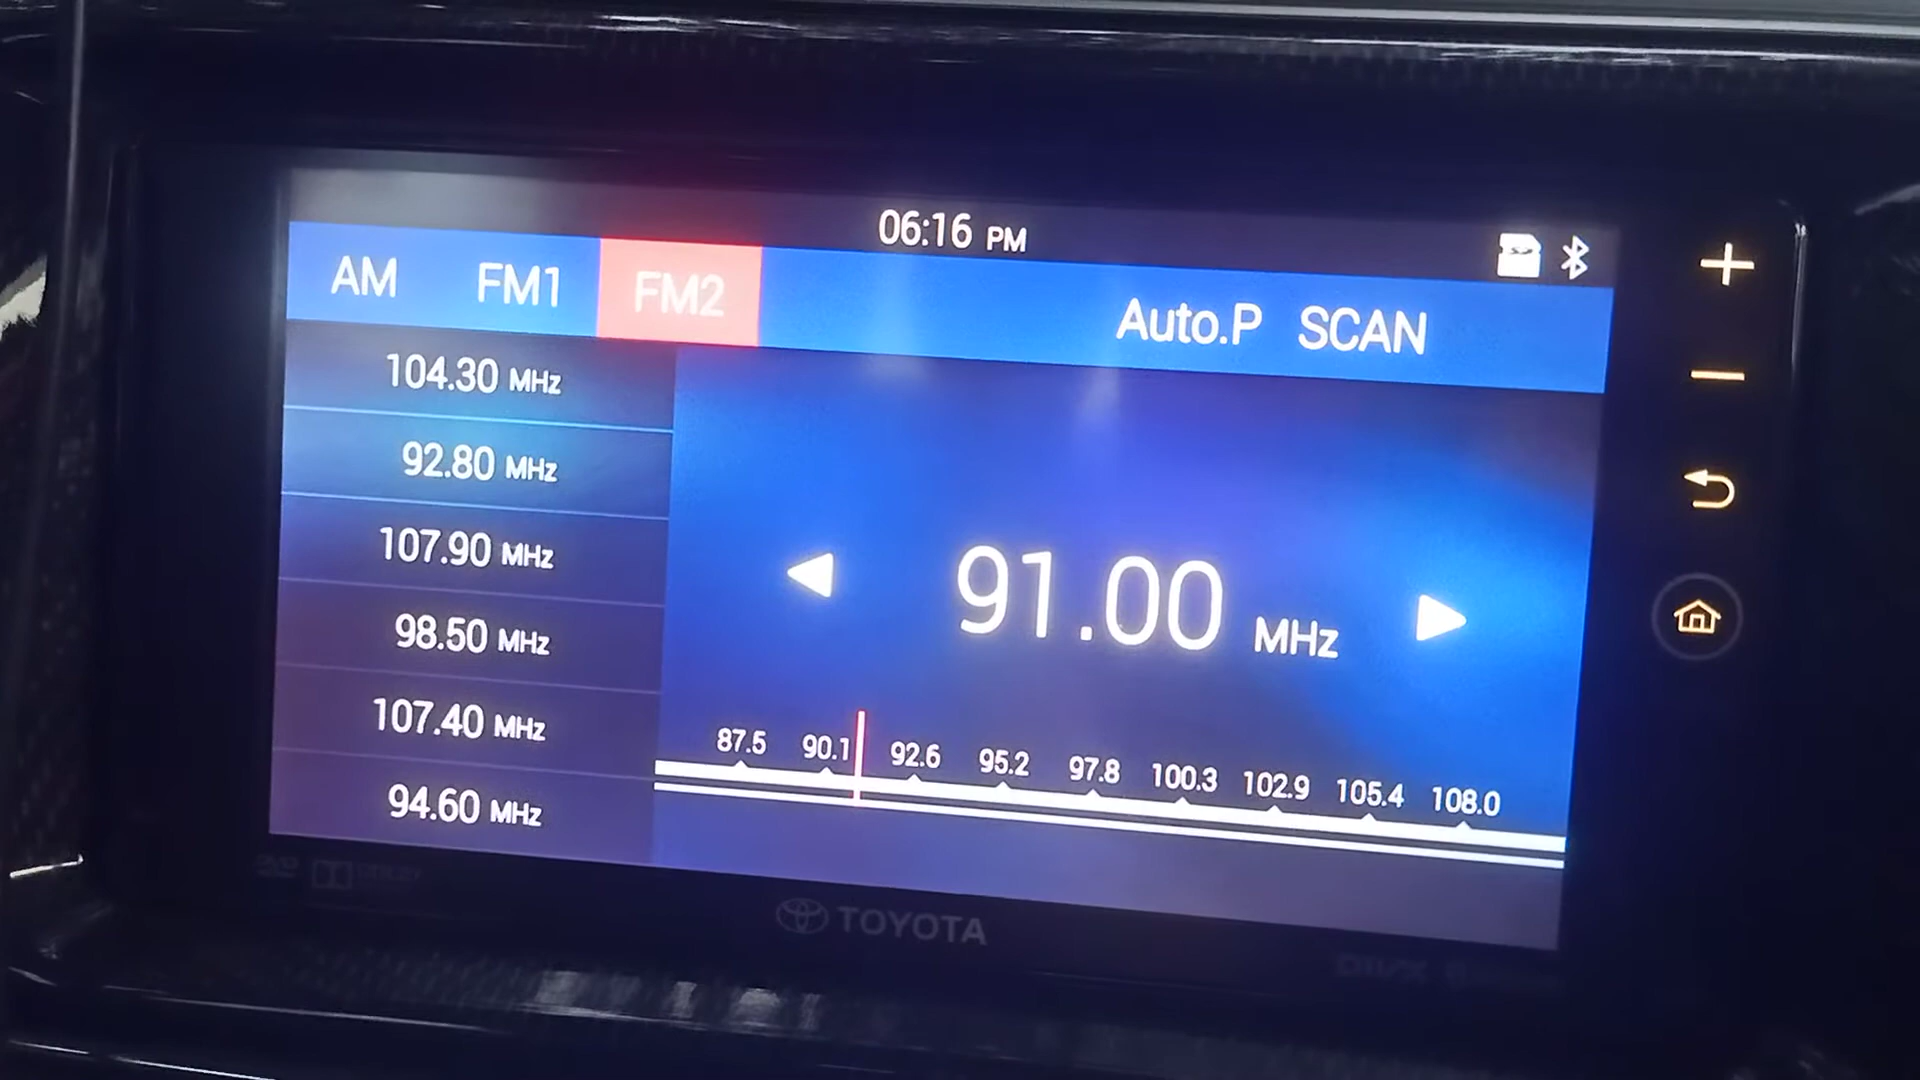 06:16 PM
AM FM1 FM2 Auto.P SCAN
104.30 MHz
92.80 MHz
107.90 MHz
98.50 MHz
107.40 MHz
94.60 MHz
91.00 MHz
87.5 90.1 92.6 95.2 97.8 100.3 102.9 105.4 108.0
TOYOTA